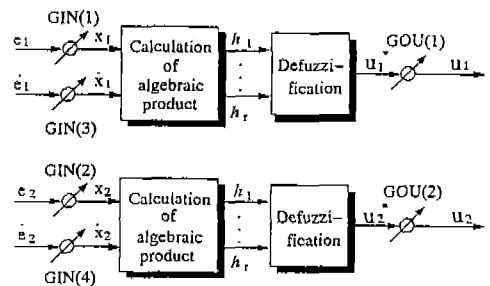 GIN(1)
e1 x1
Calculation
of
algebraic
product
h1
hr
Defuzzi–
fication
u1* GOU(1) u1
ė1 ẋ1
GIN(3)
GIN(2)
e2 x2
Calculation
of
algebraic
product
h1
hr
Defuzzi–
fication
u2* GOU(2) u2
ė2 ẋ2
GIN(4)